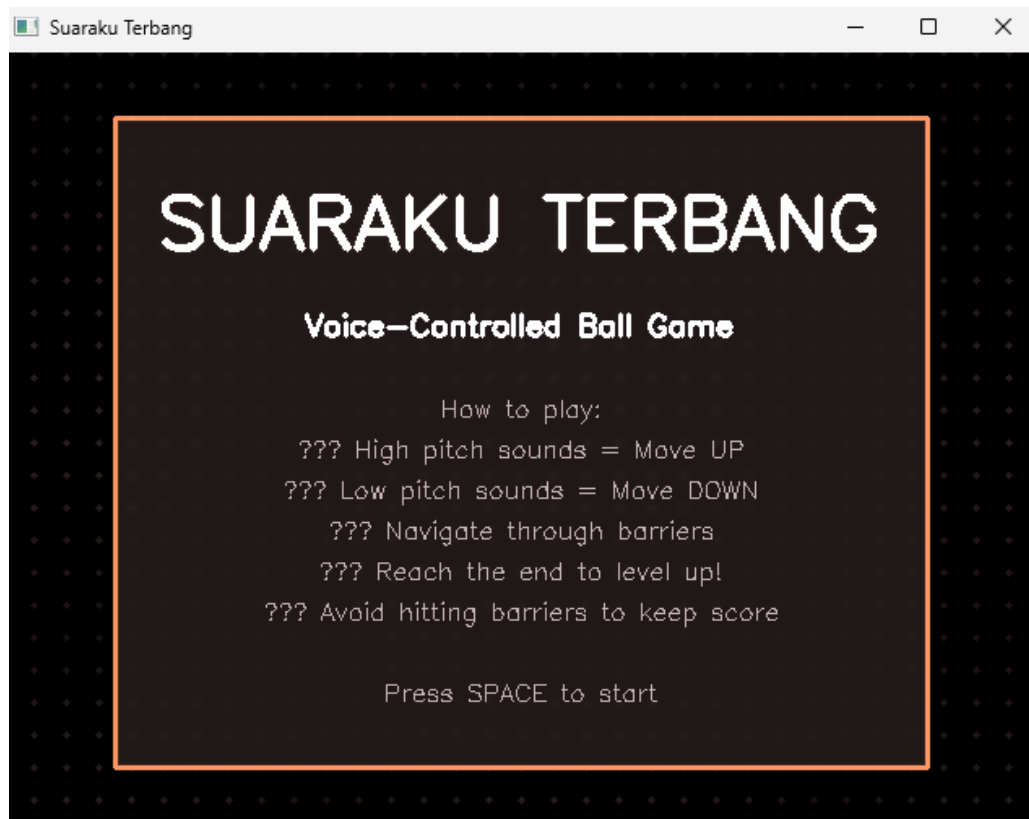 Suaraku Terbang
SUARAKU TERBANG
Voice-Controlled Ball Game
How to play:
??? High pitch sounds = Move UP
??? Low pitch sounds = Move DOWN
??? Navigate through barriers
??? Reach the end to level up!
??? Avoid hitting barriers to keep score
Press SPACE to start